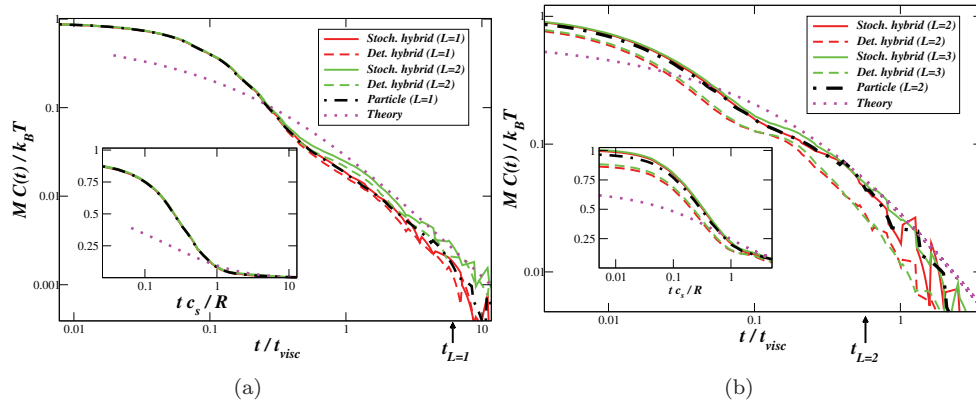 (a)
M C(t) / k_B T
1
0.1
0.01
0.001
0.01
0.1
1
10
t / t_visc
t_L=1
Stoch. hybrid (L=1)
Det. hybrid (L=1)
Stoch. hybrid (L=2)
Det. hybrid (L=2)
Particle (L=1)
Theory
1
0.75
0.5
0.25
0.1
1
10
t c_s / R
(b)
M C(t) / k_B T
1
0.1
0.01
0.01
0.1
1
t / t_visc
t_L=2
Stoch. hybrid (L=2)
Det. hybrid (L=2)
Stoch. hybrid (L=3)
Det. hybrid (L=3)
Particle (L=2)
Theory
1
0.75
0.5
0.25
0.01
0.1
1
t c_s / R